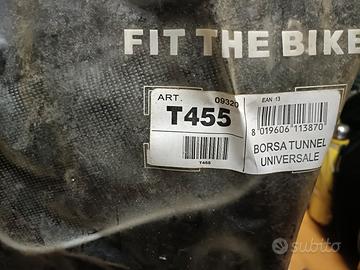 FIT THE BIKE
ART. 09320
T455
T455
EAN 13
8 019606 113870
BORSA TUNNEL
UNIVERSALE
subito